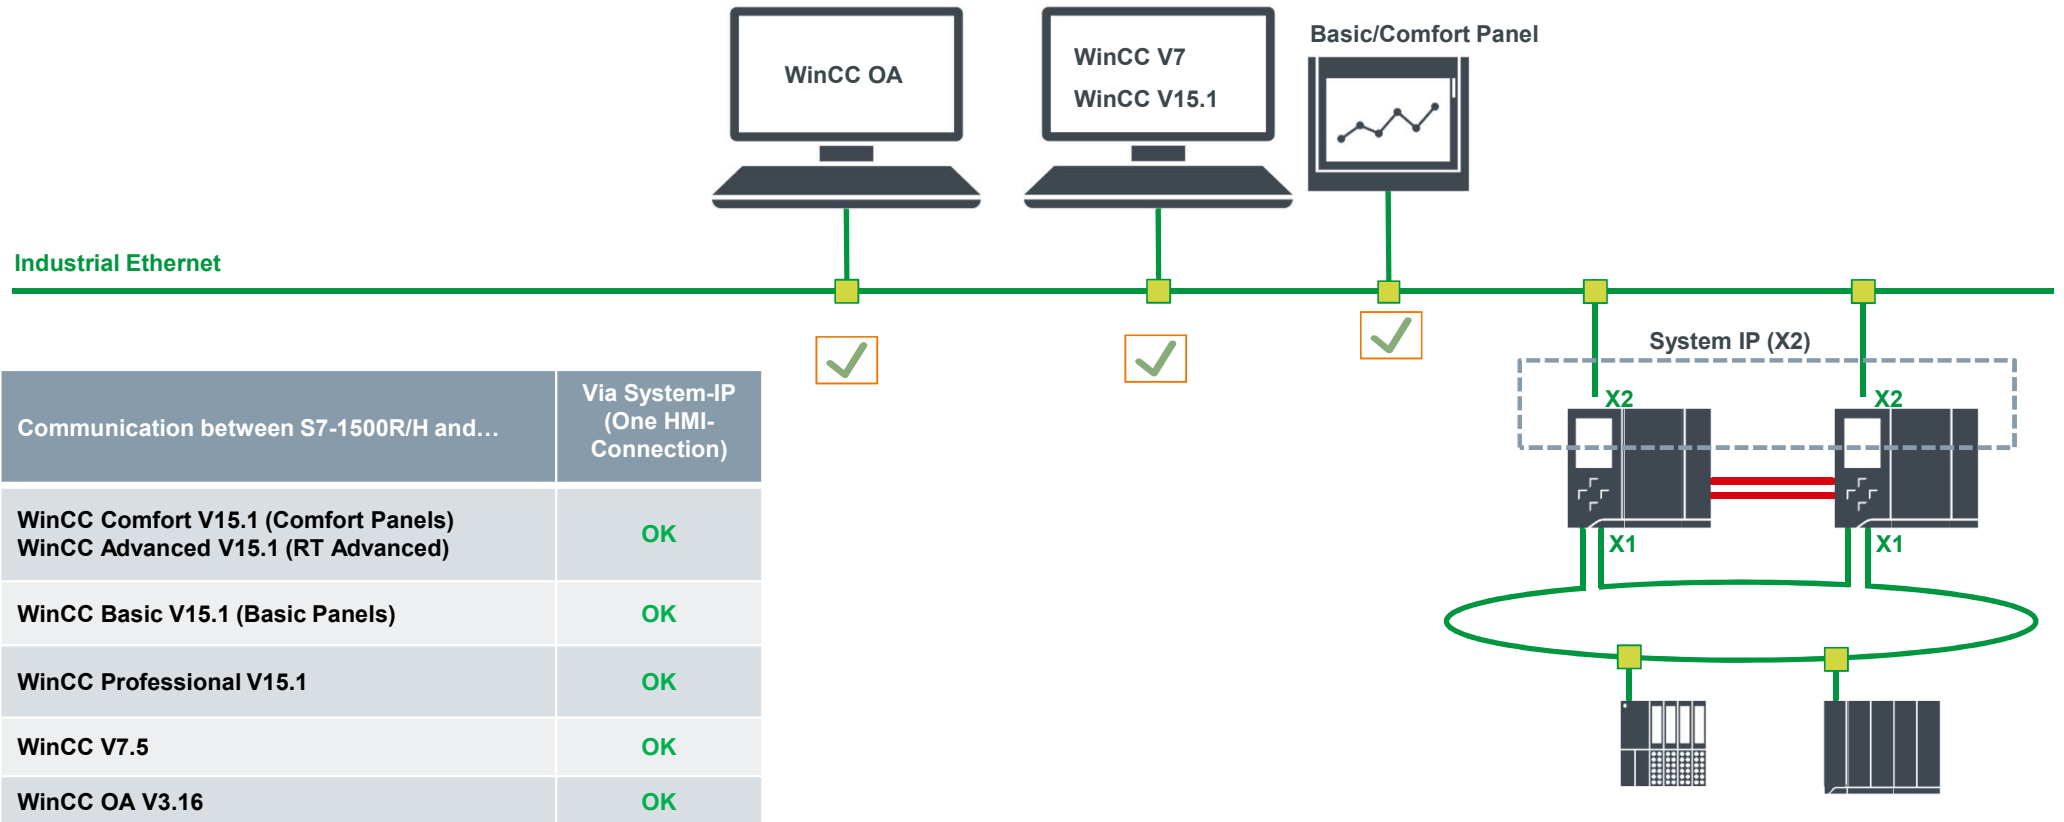 WinCC OA
WinCC V7
WinCC V15.1
Basic/Comfort Panel
Industrial Ethernet
System IP (X2)
X2
X2
X1
X1
Communication between S7-1500R/H and…
Via System-IP
(One HMI-
Connection)
WinCC Comfort V15.1 (Comfort Panels)
WinCC Advanced V15.1 (RT Advanced)
OK
WinCC Basic V15.1 (Basic Panels)
OK
WinCC Professional V15.1
OK
WinCC V7.5
OK
WinCC OA V3.16
OK